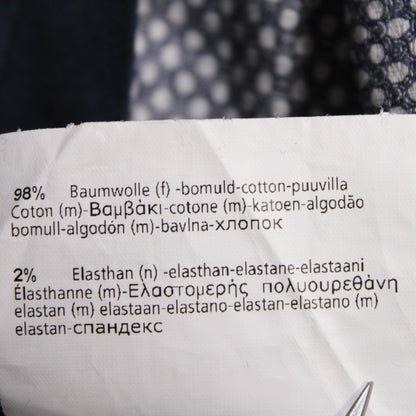 98% Baumwolle (f) -bomuld-cotton-puuvilla
Coton (m)-Βαμβάκι-cotone (m)-katoen-algodão
bomull-algodón (m)-bavlna-хлопок
2% Elasthan (n) -elasthan-elastane-elastaani
Élasthanne (m)-Ελαστομερής πολυουρεθάνη
elastan (m) elastaan-elastano-elastan-elastano (m)
elastan-спандекс